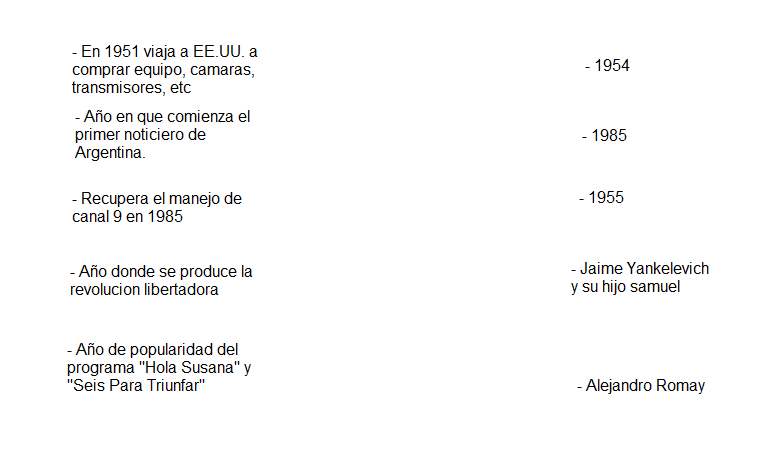 - En 1951 viaja a EE.UU. a
comprar equipo, camaras,
transmisores, etc
- 1954
- Año en que comienza el
primer noticiero de
Argentina.
- 1985
- Recupera el manejo de
canal 9 en 1985
- 1955
- Año donde se produce la
revolucion libertadora
- Jaime Yankelevich
y su hijo samuel
- Año de popularidad del
programa "Hola Susana" y
"Seis Para Triunfar"
- Alejandro Romay